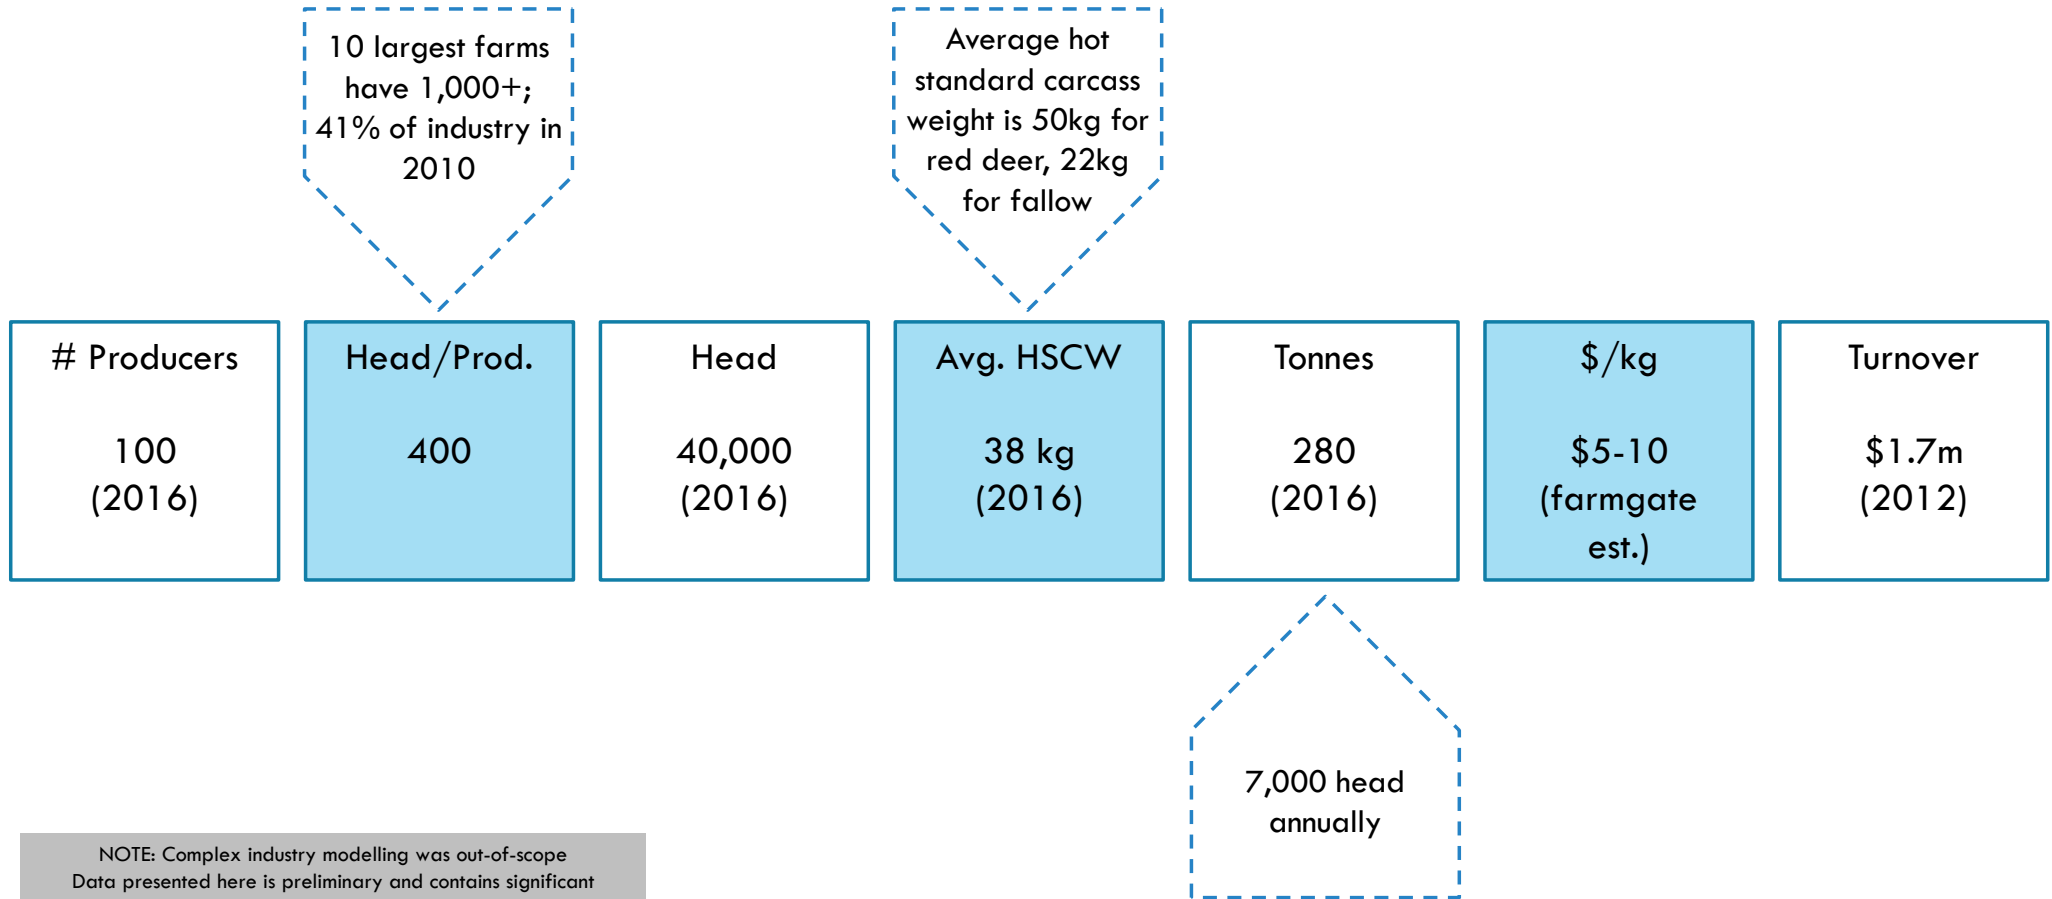 10 largest farms
have 1,000+;
41% of industry in
2010
Average hot
standard carcass
weight is 50kg for
red deer, 22kg
for fallow
# Producers
100
(2016)
Head/Prod.
400
Head
40,000
(2016)
Avg. HSCW
38 kg
(2016)
Tonnes
280
(2016)
$/kg
$5-10
(farmgate
est.)
Turnover
$1.7m
(2012)
7,000 head
annually
NOTE: Complex industry modelling was out-of-scope
Data presented here is preliminary and contains significant